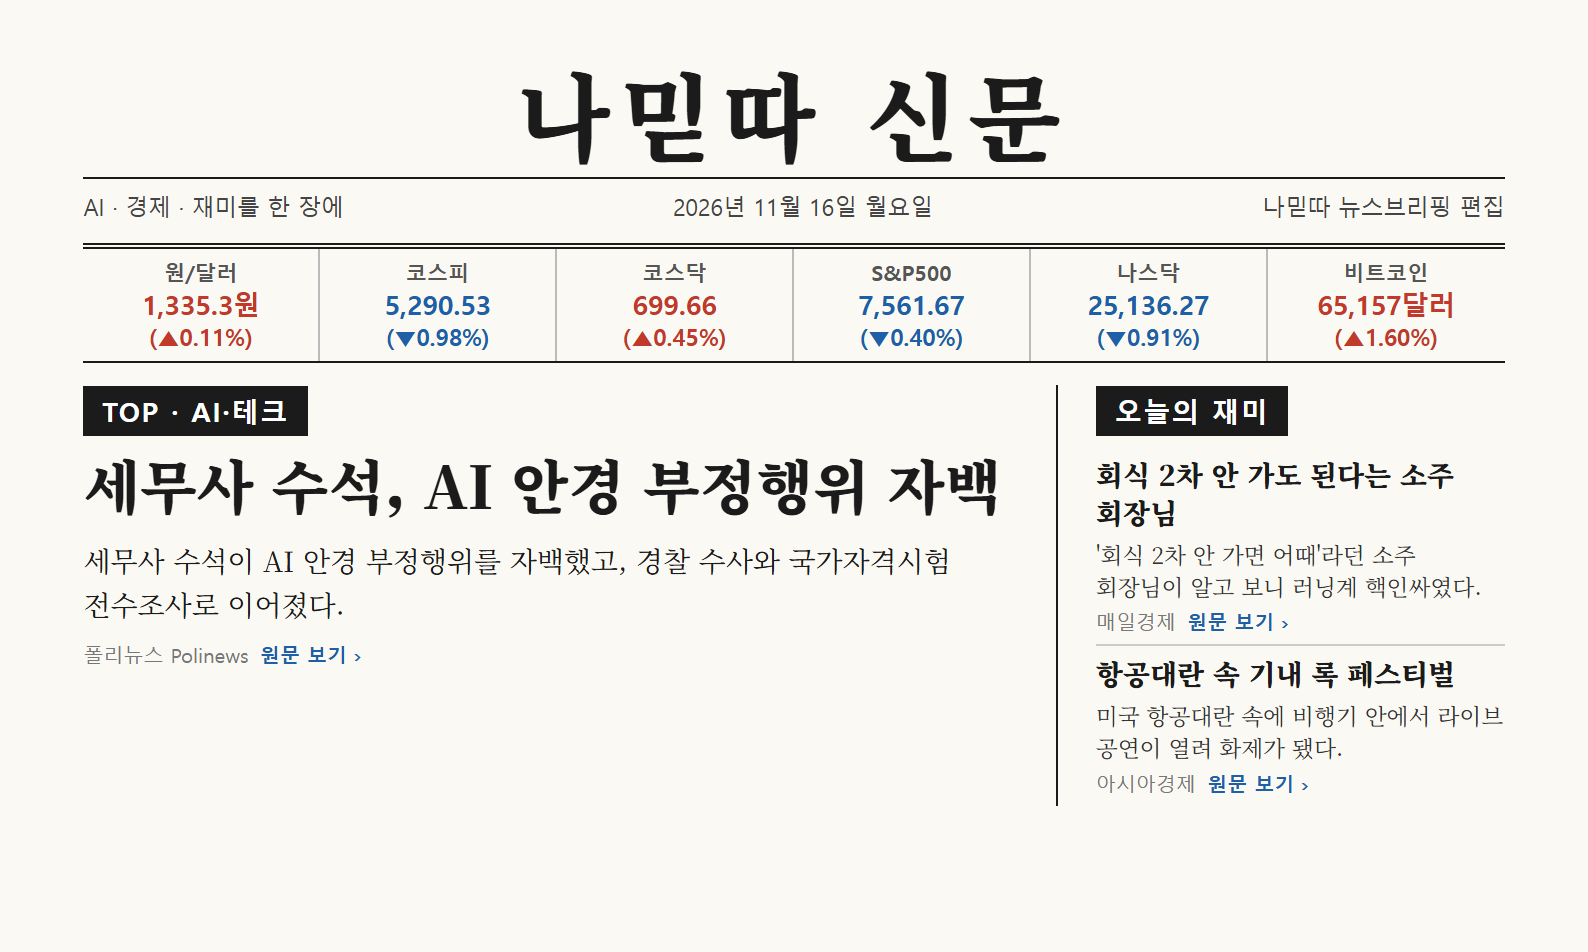 나믿따 신문
AI · 경제 · 재미를 한 장에
2026년 11월 16일 월요일
나믿따 뉴스브리핑 편집
원/달러
1,335.3원
(▲0.11%)
코스피
5,290.53
(▼0.98%)
코스닥
699.66
(▲0.45%)
S&P500
7,561.67
(▼0.40%)
나스닥
25,136.27
(▼0.91%)
비트코인
65,157달러
(▲1.60%)
TOP · AI·테크
세무사 수석, AI 안경 부정행위 자백
세무사 수석이 AI 안경 부정행위를 자백했고, 경찰 수사와 국가자격시험
전수조사로 이어졌다.
폴리뉴스 Polinews 원문 보기 ›
오늘의 재미
회식 2차 안 가도 된다는 소주
회장님
'회식 2차 안 가면 어때'라던 소주
회장님이 알고 보니 러닝계 핵인싸였다.
매일경제 원문 보기 ›
항공대란 속 기내 록 페스티벌
미국 항공대란 속에 비행기 안에서 라이브
공연이 열려 화제가 됐다.
아시아경제 원문 보기 ›